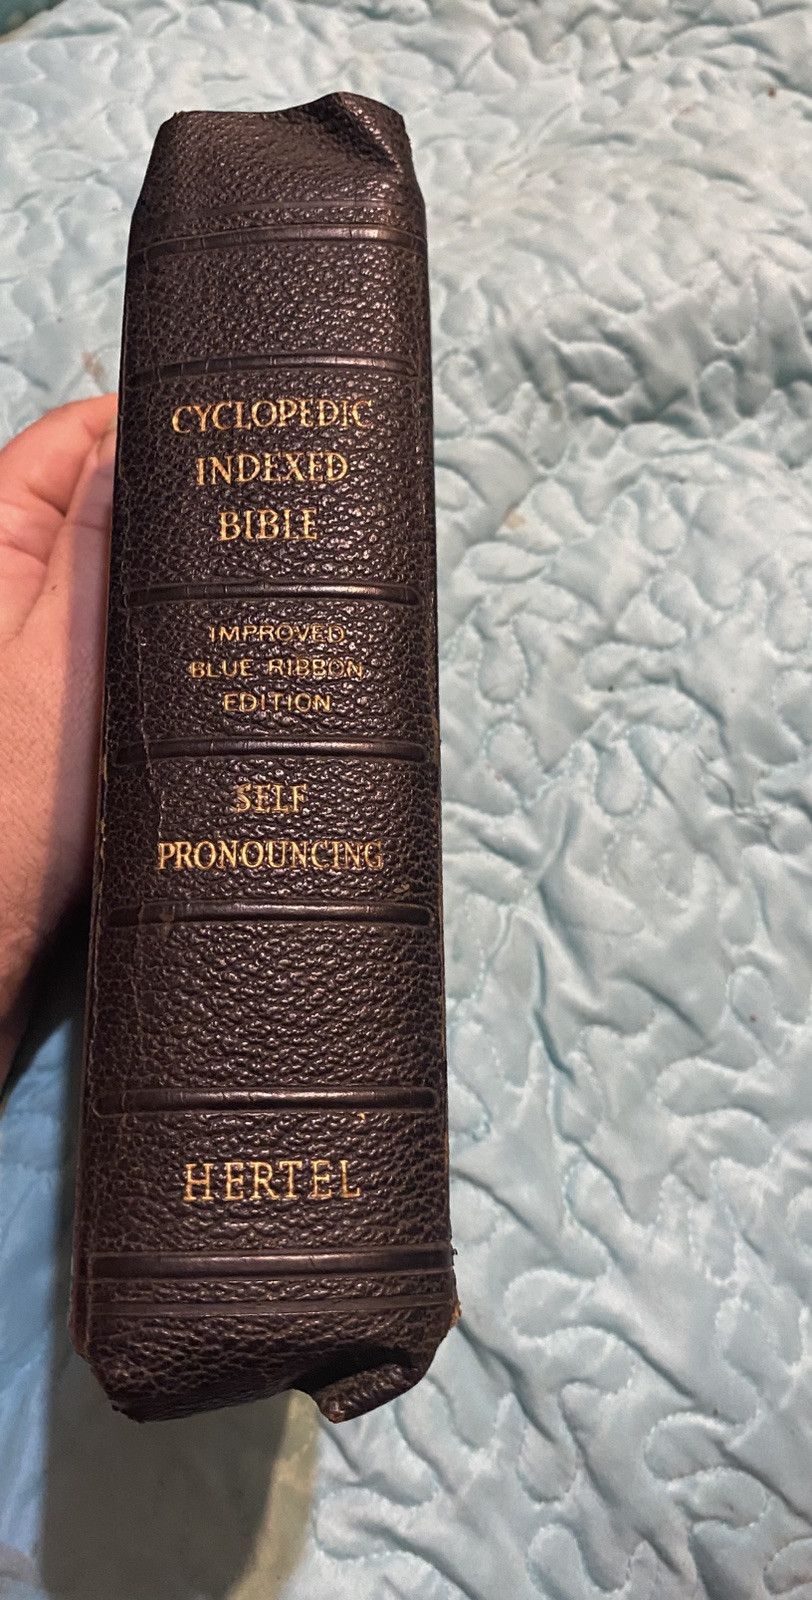 CYCLOPEDIC
INDEXED
BIBLE
IMPROVED
BLUE RIBBON
EDITION
SELF
PRONOUNCING
HERTEL